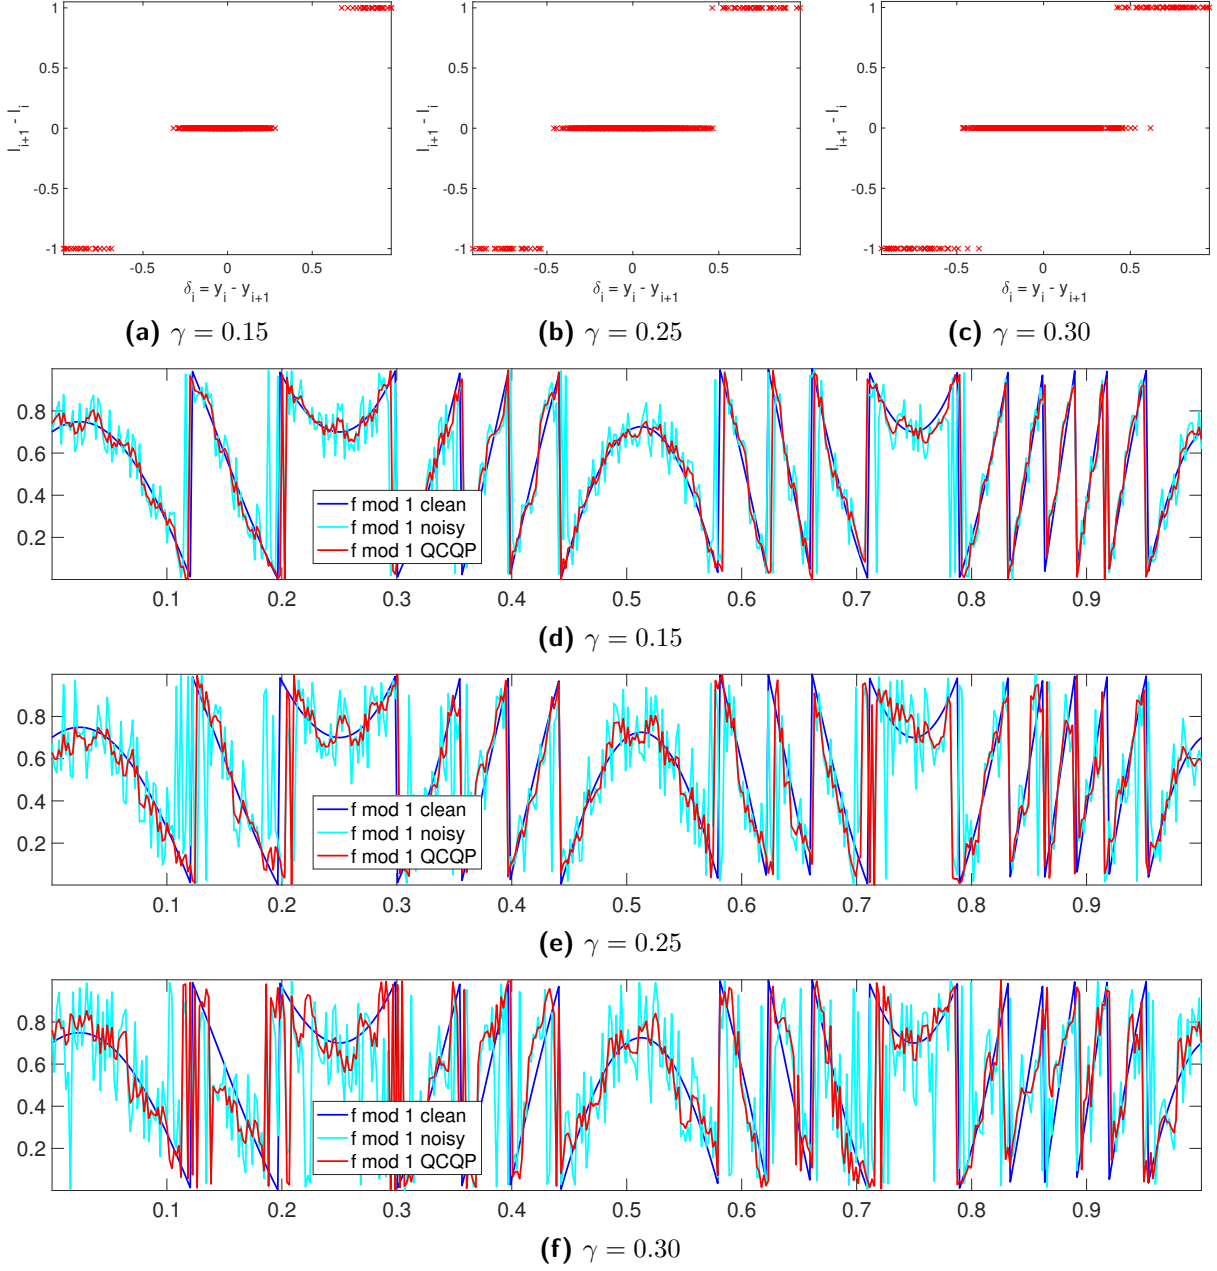 1
0.5
0
-0.5
-1
l_{i+1} - l_i
-0.5 0 0.5
δ_i = y_i - y_{i+1}
(a) γ = 0.15
1
0.5
0
-0.5
-1
l_{i+1} - l_i
-0.5 0 0.5
δ_i = y_i - y_{i+1}
(b) γ = 0.25
1
0.5
0
-0.5
-1
l_{i+1} - l_i
-0.5 0 0.5
δ_i = y_i - y_{i+1}
(c) γ = 0.30
0.8
0.6
0.4
0.2
f mod 1 clean
f mod 1 noisy
f mod 1 QCQP
0.1 0.2 0.3 0.4 0.5 0.6 0.7 0.8 0.9
(d) γ = 0.15
0.8
0.6
0.4
0.2
f mod 1 clean
f mod 1 noisy
f mod 1 QCQP
0.1 0.2 0.3 0.4 0.5 0.6 0.7 0.8 0.9
(e) γ = 0.25
0.8
0.6
0.4
0.2
f mod 1 clean
f mod 1 noisy
f mod 1 QCQP
0.1 0.2 0.3 0.4 0.5 0.6 0.7 0.8 0.9
(f) γ = 0.30